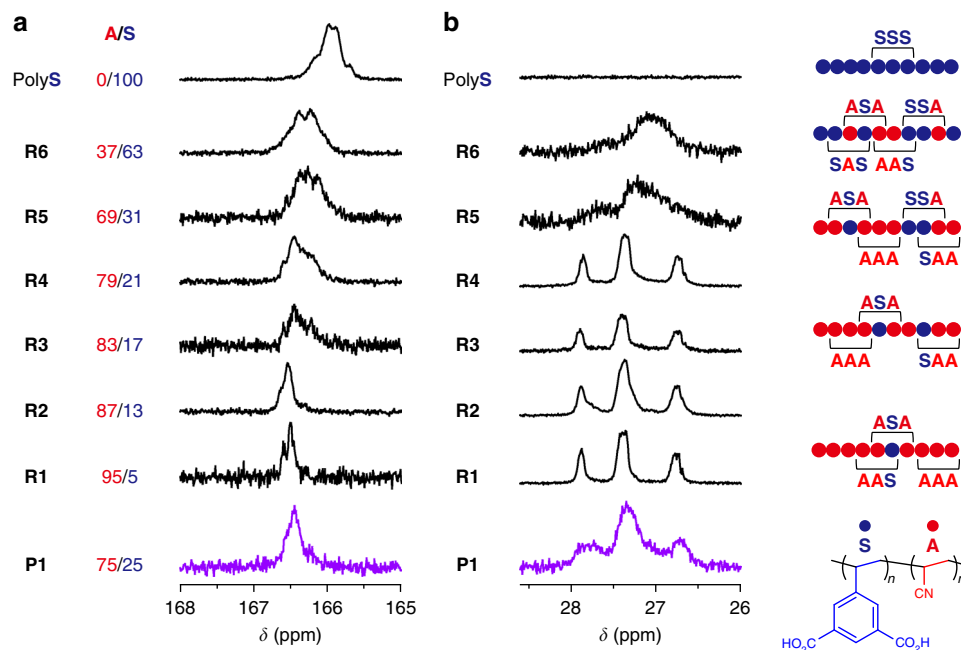 a
A/S
PolyS 0/100
R6 37/63
R5 69/31
R4 79/21
R3 83/17
R2 87/13
R1 95/5
P1 75/25
168 167 166 165
δ (ppm)
b
PolyS
R6
R5
R4
R3
R2
R1
P1
28 27 26
δ (ppm)
SSS
ASA SSA
SAS AAS
ASA SSA
AAA SAA
ASA
AAA SAA
ASA
AAS AAA
S A
n n
CN
HO₂C CO₂H